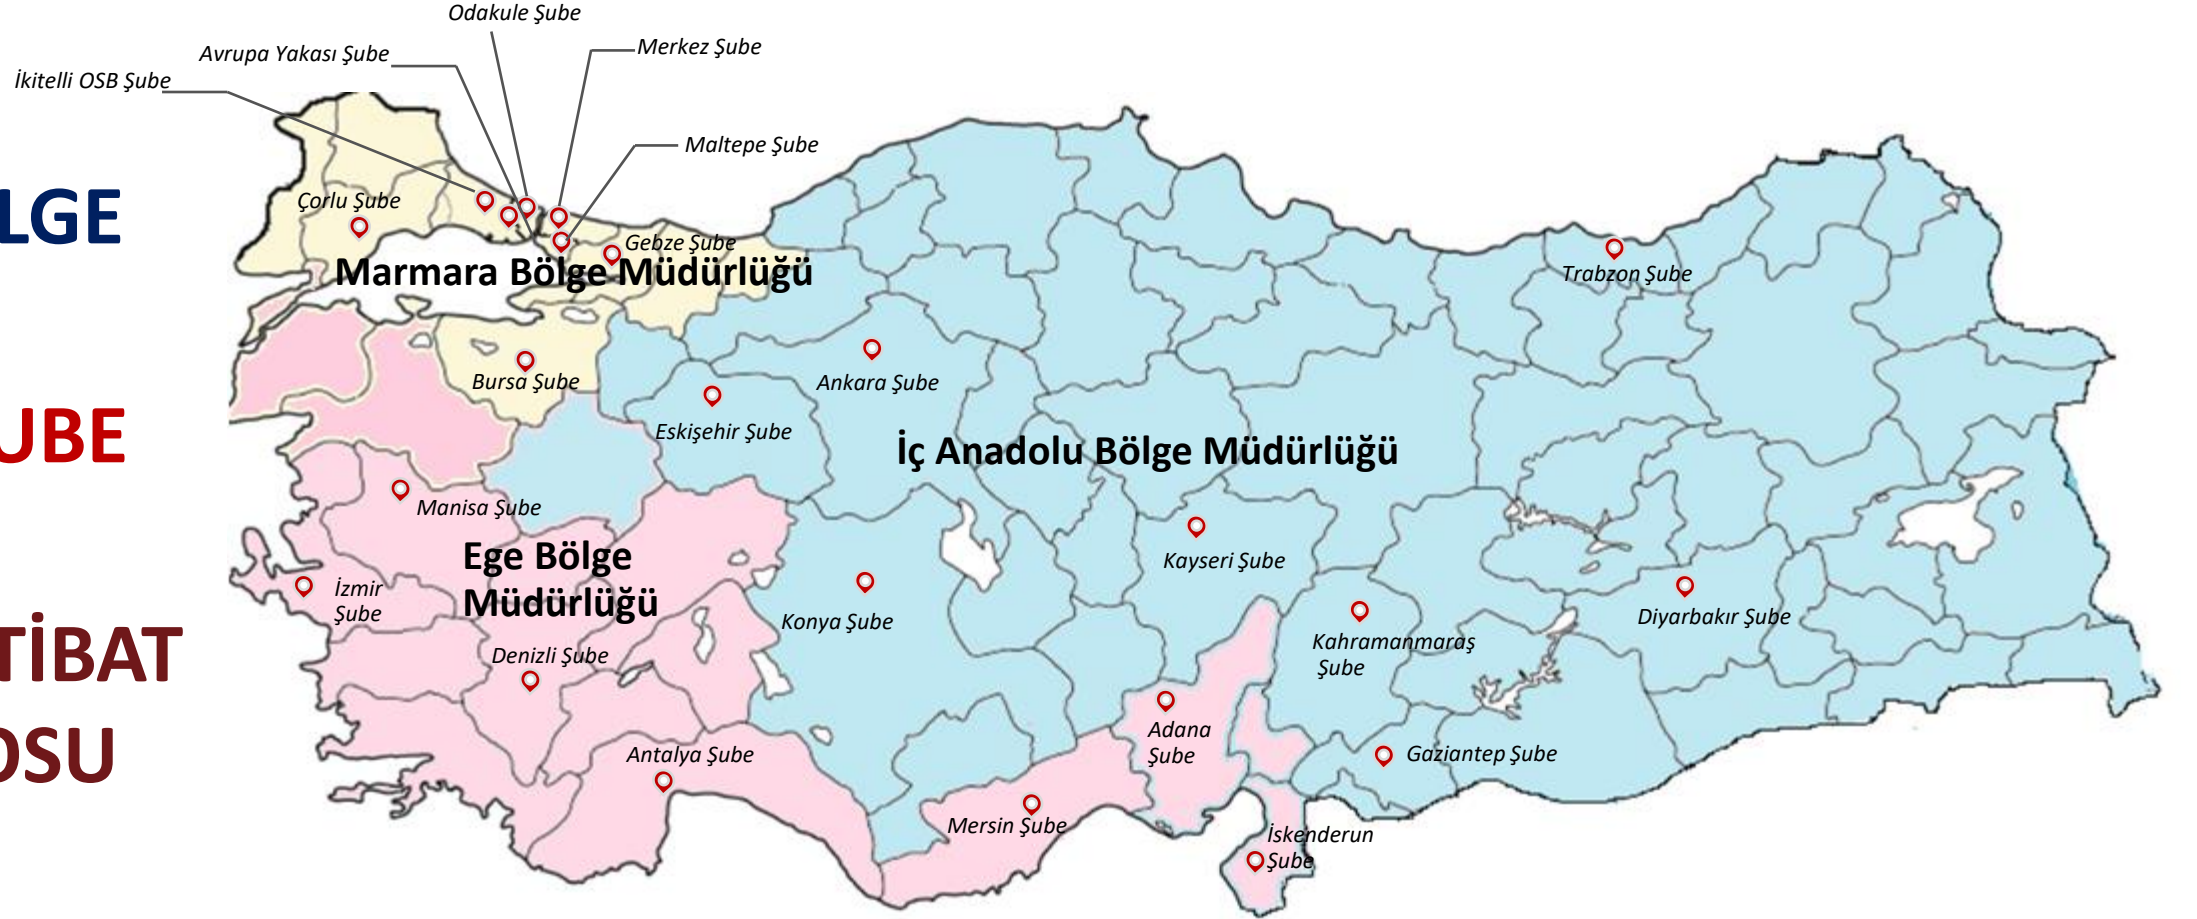 Odakule Şube
Merkez Şube
Avrupa Yakası Şube
İkitelli OSB Şube
Maltepe Şube
Çorlu Şube
LGE
Gebze Şube
Marmara Bölge Müdürlüğü
Trabzon Şube
Bursa Şube
Ankara Şube
UBE
Eskişehir Şube
İç Anadolu Bölge Müdürlüğü
Manisa Şube
Ege Bölge
Müdürlüğü
Kayseri Şube
İzmir
Şube
Konya Şube
Diyarbakır Şube
Kahramanmaraş
Şube
TİBAT
OSU
Denizli Şube
Adana
Şube
Antalya Şube
Gaziantep Şube
Mersin Şube
İskenderun
Şube